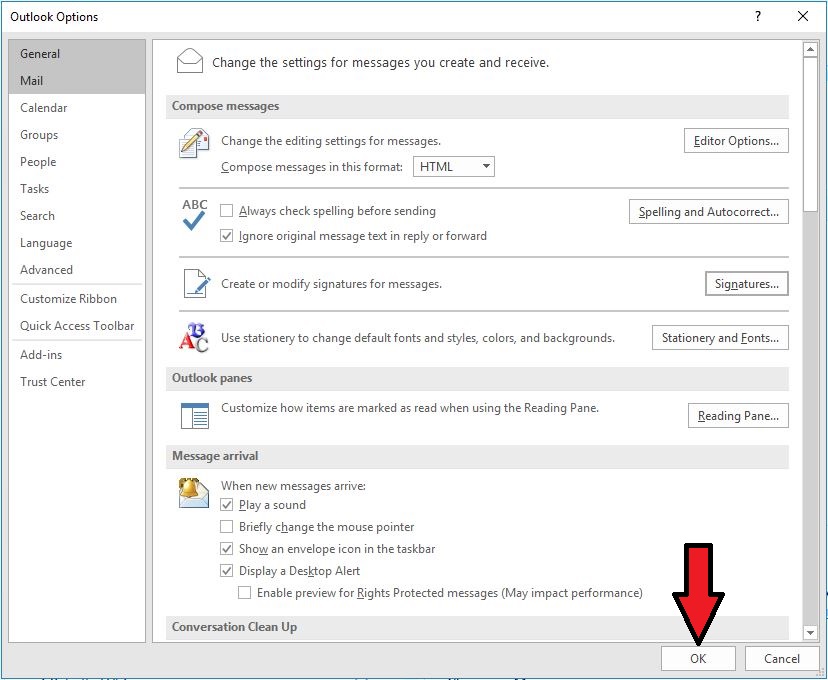 Outlook Options
?
General
Mail
Calendar
Groups
People
Tasks
Search
Language
Advanced
Customize Ribbon
Quick Access Toolbar
Add-ins
Trust Center
Change the settings for messages you create and receive.
Compose messages
Change the editing settings for messages.
Editor Options...
Compose messages in this format: HTML
ABC
Always check spelling before sending
Spelling and Autocorrect...
Ignore original message text in reply or forward
Create or modify signatures for messages.
Signatures...
Use stationery to change default fonts and styles, colors, and backgrounds.
Stationery and Fonts...
Outlook panes
Customize how items are marked as read when using the Reading Pane.
Reading Pane...
Message arrival
When new messages arrive:
Play a sound
Briefly change the mouse pointer
Show an envelope icon in the taskbar
Display a Desktop Alert
Enable preview for Rights Protected messages (May impact performance)
Conversation Clean Up
OK
Cancel